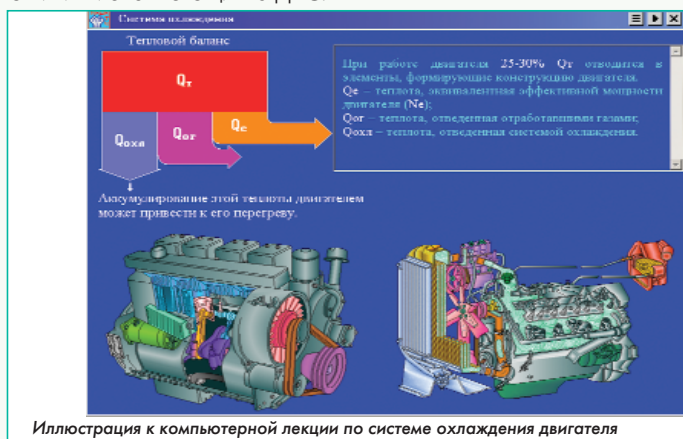 Система охлаждения
Тепловой баланс
Qт
Qохл
Qог
Qе
При работе двигателя 25-30% Qт отводится в
элементы, формирующие конструкцию двигателя.
Qе – теплота, эквивалентная эффективной мощности
двигателя (Ne);
Qог – теплота, отведенная отработавшими газами;
Qохл – теплота, отведенная системой охлаждения.
Аккумулирование этой теплоты двигателем
может привести к его перегреву.
Иллюстрация к компьютерной лекции по системе охлаждения двигателя